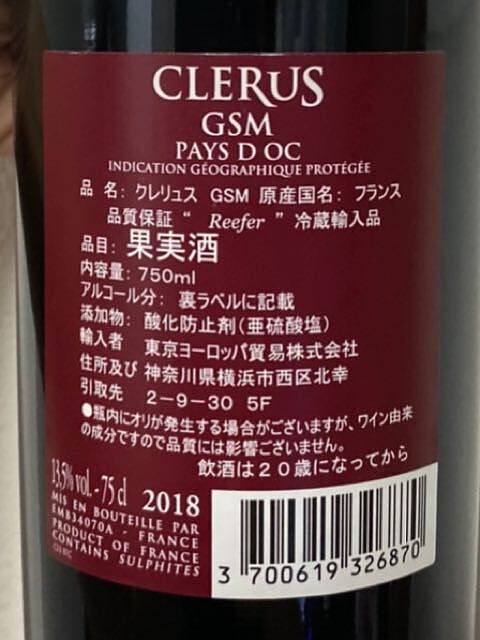 CLERUS
GSM
PAYS D OC
INDICATION GÉOGRAPHIQUE PROTÉGÉE
品 名: クレリュス GSM 原産国名: フランス
品質保証 “ Reefer ” 冷蔵輸入品
品目: 果実酒
内容量: 750ml
アルコール分: 裏ラベルに記載
添加物: 酸化防止剤(亜硫酸塩)
輸入者 東京ヨーロッパ貿易株式会社
住所及び 神奈川県横浜市西区北幸
引取先 2-9-30 5F
●瓶内にオリが発生する場合がございますが、ワイン由来
の成分ですので品質には影響ございません。
飲酒は20歳になってから
13,5% vol. - 75 cl 2018
MIS EN BOUTEILLE PAR
EMB34070A - FRANCE
PRODUCT OF FRANCE
CONTAINS SULPHITES
3 700619 326870